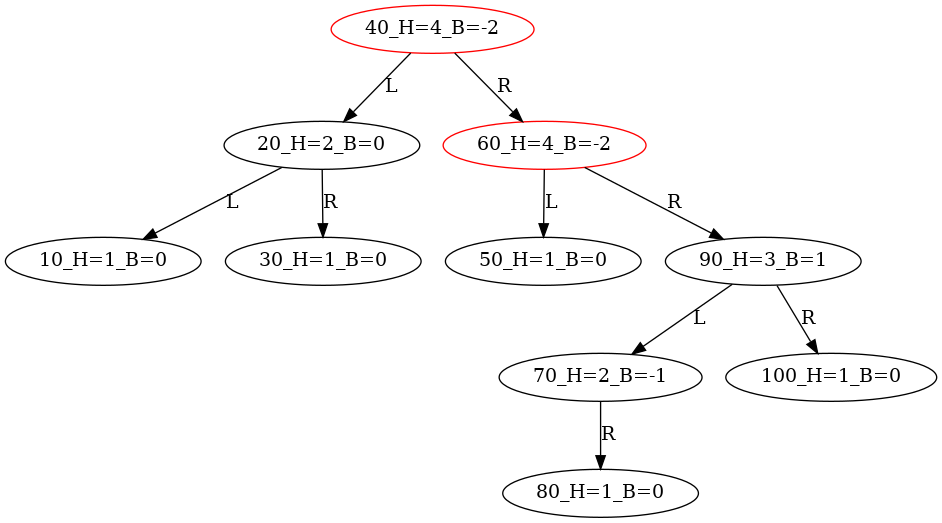 40_H=4_B=-2
L
R
20_H=2_B=0
60_H=4_B=-2
L
R
L
R
10_H=1_B=0
30_H=1_B=0
50_H=1_B=0
90_H=3_B=1
L
R
70_H=2_B=-1
100_H=1_B=0
R
80_H=1_B=0